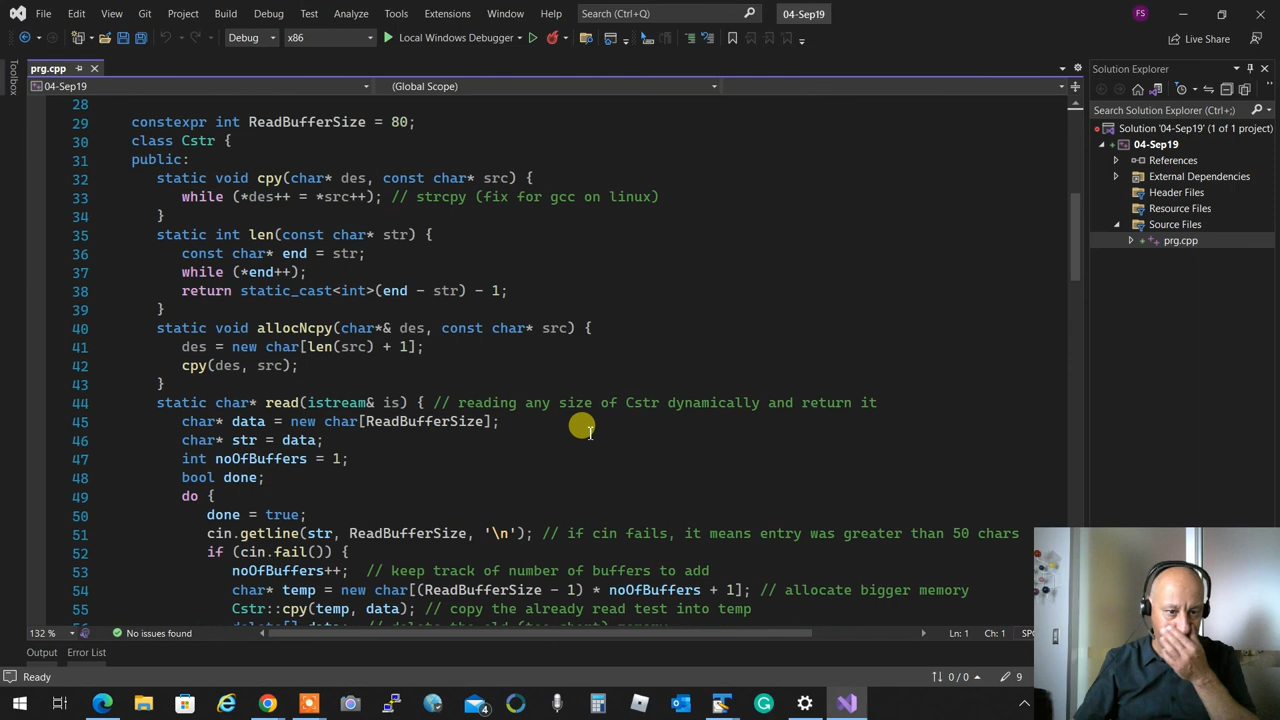 File Edit View Git Project Build Debug Test Analyze Tools Extensions Window Help Search (Ctrl+Q) 04-Sep19 FS
Debug x86 Local Windows Debugger Live Share
Toolbox
prg.cpp
04-Sep19 (Global Scope)
28
29 constexpr int ReadBufferSize = 80;
30 class Cstr {
31 public:
32 static void cpy(char* des, const char* src) {
33 while (*des++ = *src++); // strcpy (fix for gcc on linux)
34 }
35 static int len(const char* str) {
36 const char* end = str;
37 while (*end++);
38 return static_cast<int>(end - str) - 1;
39 }
40 static void allocNcpy(char*& des, const char* src) {
41 des = new char[len(src) + 1];
42 cpy(des, src);
43 }
44 static char* read(istream& is) { // reading any size of Cstr dynamically and return it
45 char* data = new char[ReadBufferSize];
46 char* str = data;
47 int noOfBuffers = 1;
48 bool done;
49 do {
50 done = true;
51 cin.getline(str, ReadBufferSize, '\n'); // if cin fails, it means entry was greater than 50 chars
52 if (cin.fail()) {
53 noOfBuffers++; // keep track of number of buffers to add
54 char* temp = new char[(ReadBufferSize - 1) * noOfBuffers + 1]; // allocate bigger memory
55 Cstr::cpy(temp, data); // copy the already read test into temp
Solution Explorer
Search Solution Explorer (Ctrl+;)
Solution '04-Sep19' (1 of 1 project)
04-Sep19
References
External Dependencies
Header Files
Resource Files
Source Files
prg.cpp
132 % No issues found Ln: 1 Ch: 1
Output Error List
Ready 0 / 0 9
4